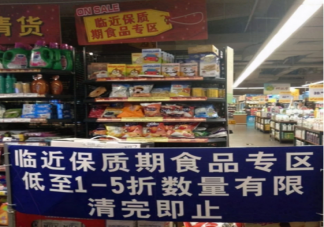 清货
ON SALE
临近保质
期食品专区
临近保质期食品专区
低至1-5折数量有限
清完即止